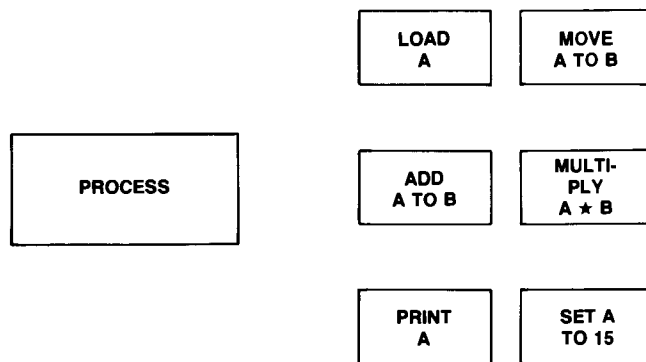 LOAD
A
MOVE
A TO B
PROCESS
ADD
A TO B
MULTI-
PLY
A ★ B
PRINT
A
SET A
TO 15